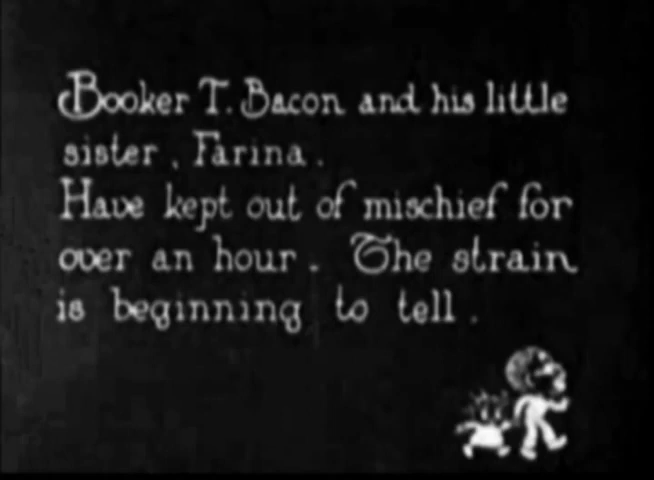 Booker T. Bacon and his little
sister, Farina.
Have kept out of mischief for
over an hour. The strain
is beginning to tell.